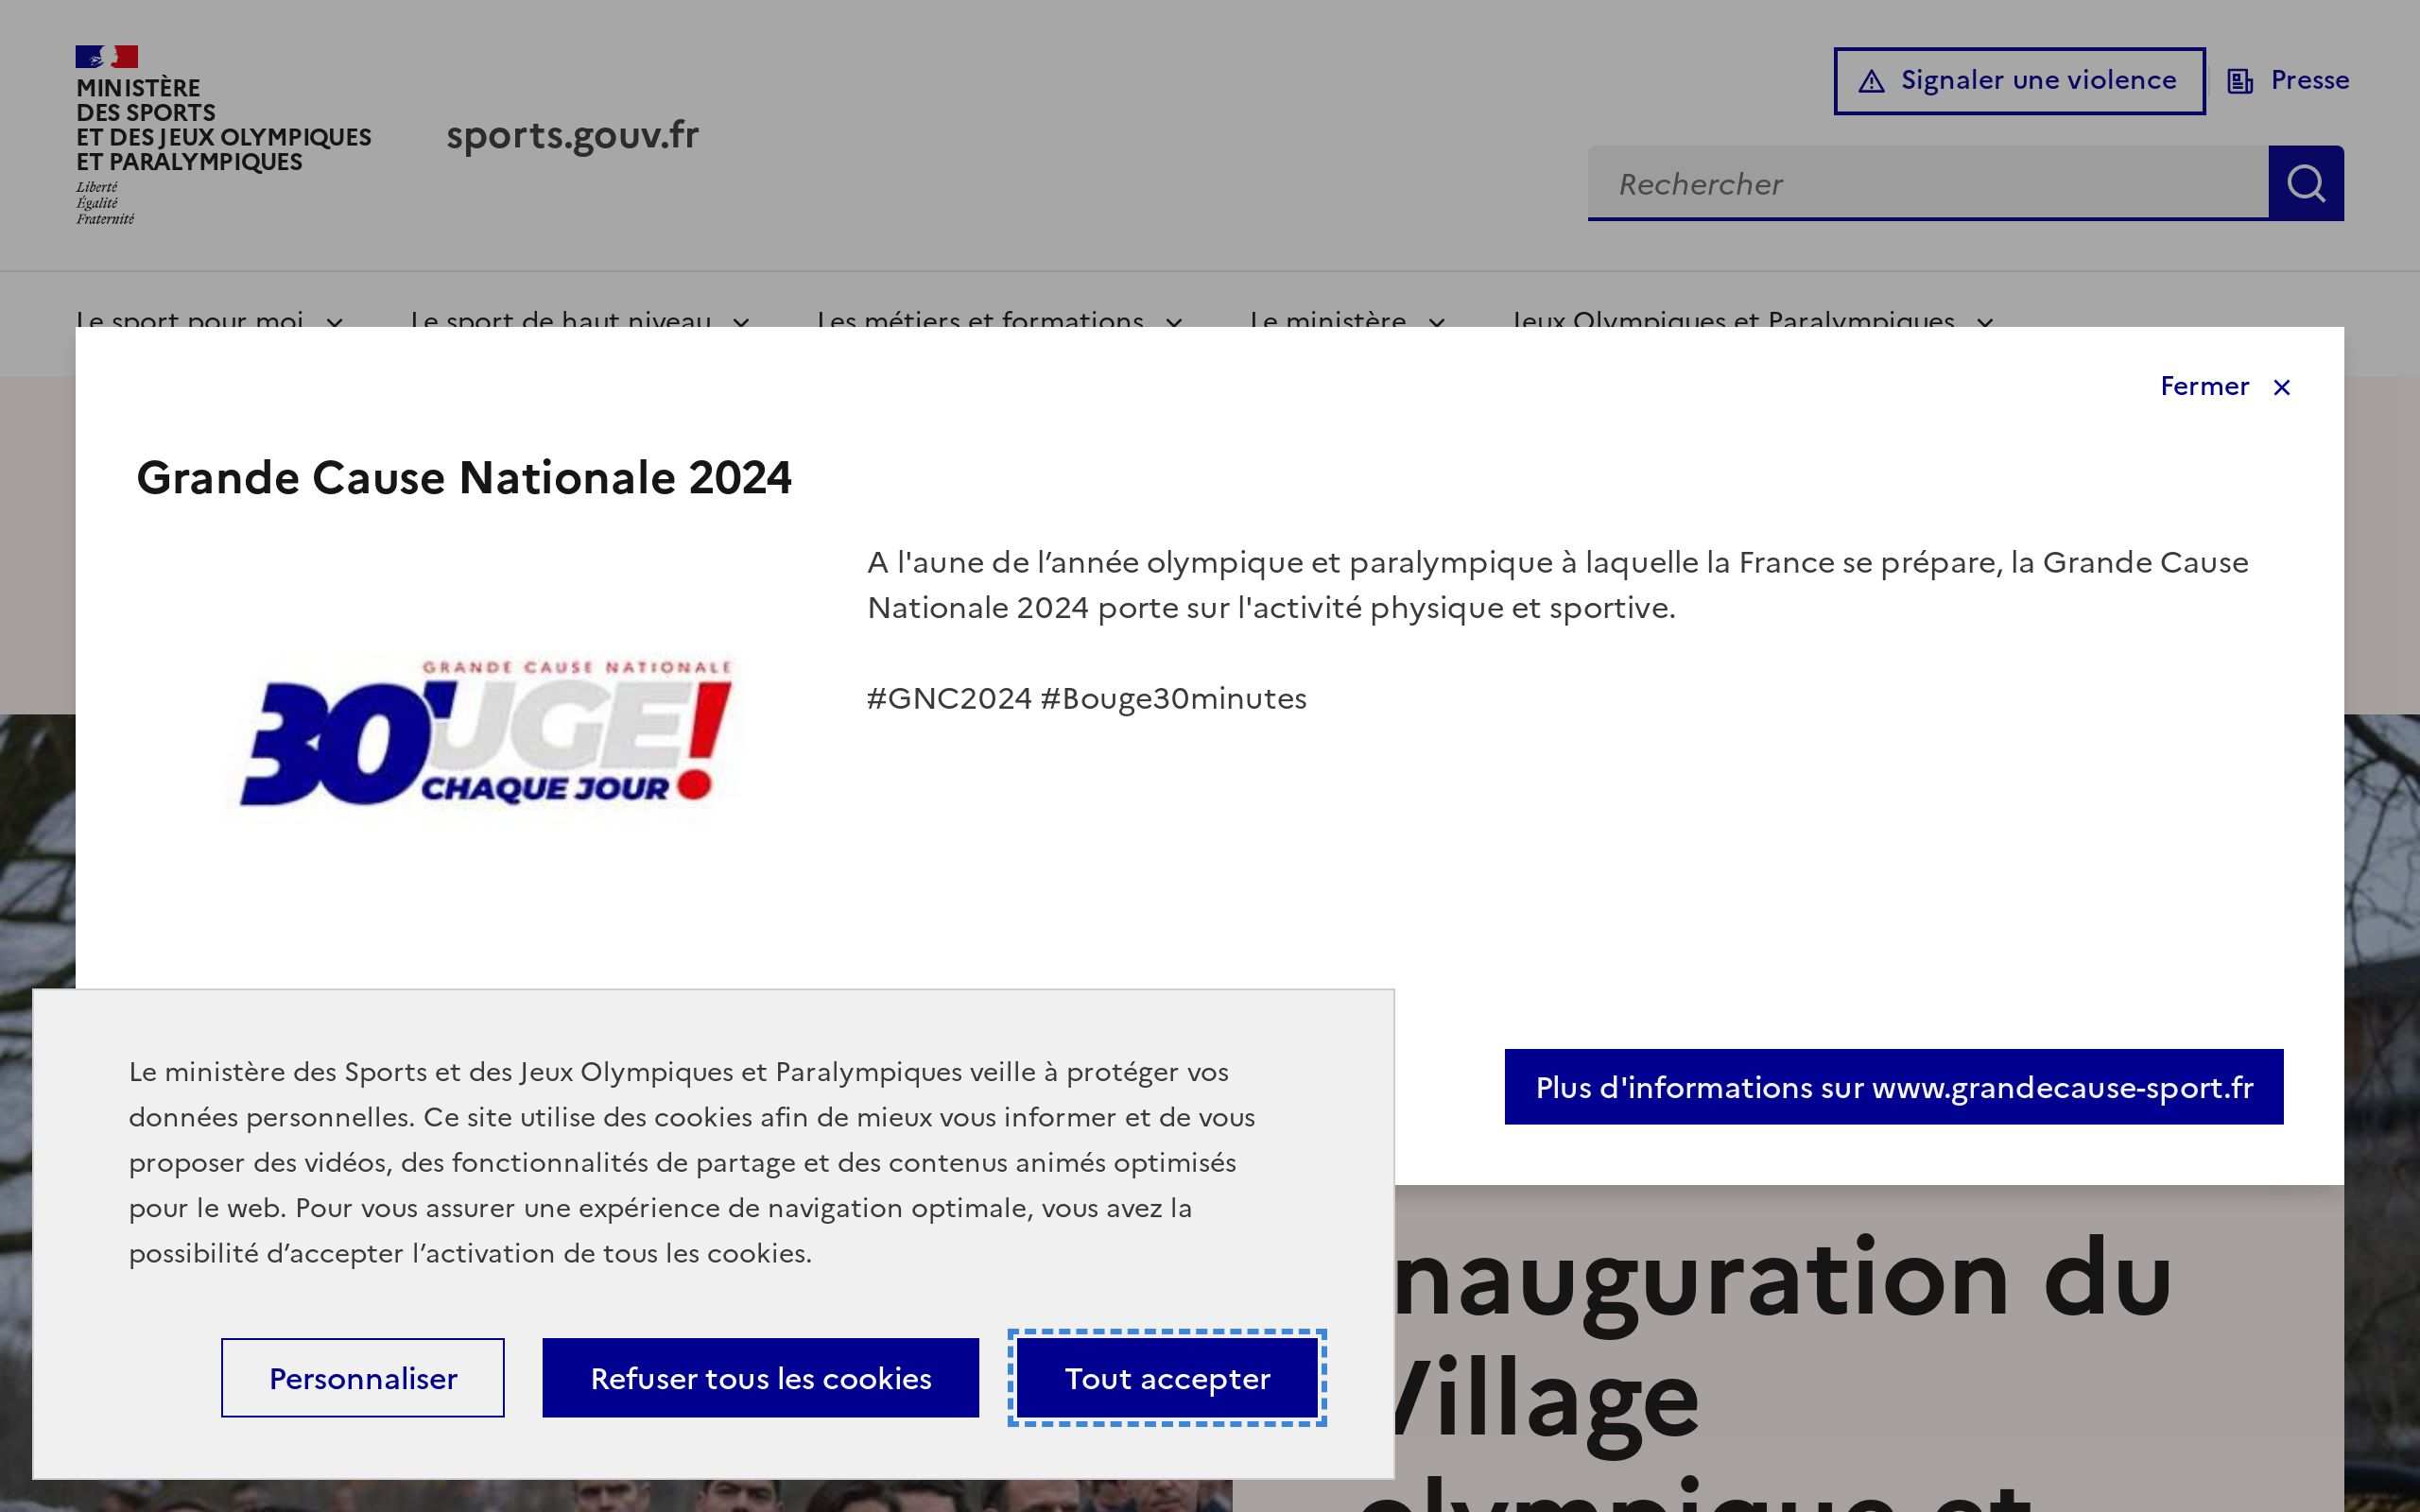 MINISTÈRE
DES SPORTS
ET DES JEUX OLYMPIQUES
ET PARALYMPIQUES
Liberté
Égalité
Fraternité
sports.gouv.fr
Signaler une violence
Presse
Rechercher
Le sport pour moi
Le sport de haut niveau
Les métiers et formations
Le ministère
Jeux Olympiques et Paralympiques
Fermer
Grande Cause Nationale 2024
A l'aune de l’année olympique et paralympique à laquelle la France se prépare, la Grande Cause
Nationale 2024 porte sur l'activité physique et sportive.
#GNC2024 #Bouge30minutes
GRANDE CAUSE NATIONALE
30'UGE!
CHAQUE JOUR
Plus d'informations sur www.grandecause-sport.fr
Le ministère des Sports et des Jeux Olympiques et Paralympiques veille à protéger vos
données personnelles. Ce site utilise des cookies afin de mieux vous informer et de vous
proposer des vidéos, des fonctionnalités de partage et des contenus animés optimisés
pour le web. Pour vous assurer une expérience de navigation optimale, vous avez la
possibilité d’accepter l’activation de tous les cookies.
Personnaliser
Refuser tous les cookies
Tout accepter
Inauguration du
Village
olympique et